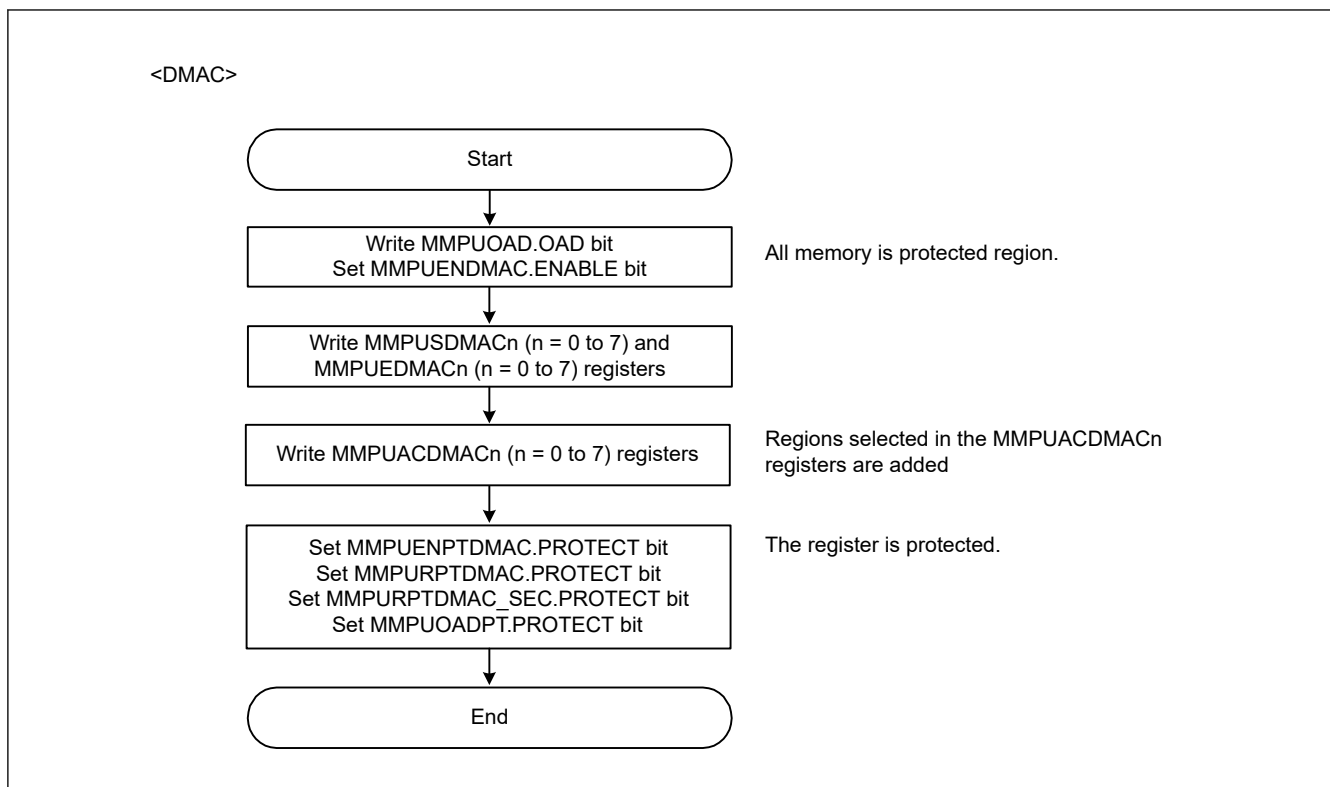 <DMAC>
Start
Write MMPUOAD.OAD bit
Set MMPUENDMAC.ENABLE bit
All memory is protected region.
Write MMPUSDMACn (n = 0 to 7) and
MMPUEDMACn (n = 0 to 7) registers
Write MMPUACDMACn (n = 0 to 7) registers
Regions selected in the MMPUACDMACn
registers are added
Set MMPUENPTDMAC.PROTECT bit
Set MMPURPTDMAC.PROTECT bit
Set MMPURPTDMAC_SEC.PROTECT bit
Set MMPUOADPT.PROTECT bit
The register is protected.
End